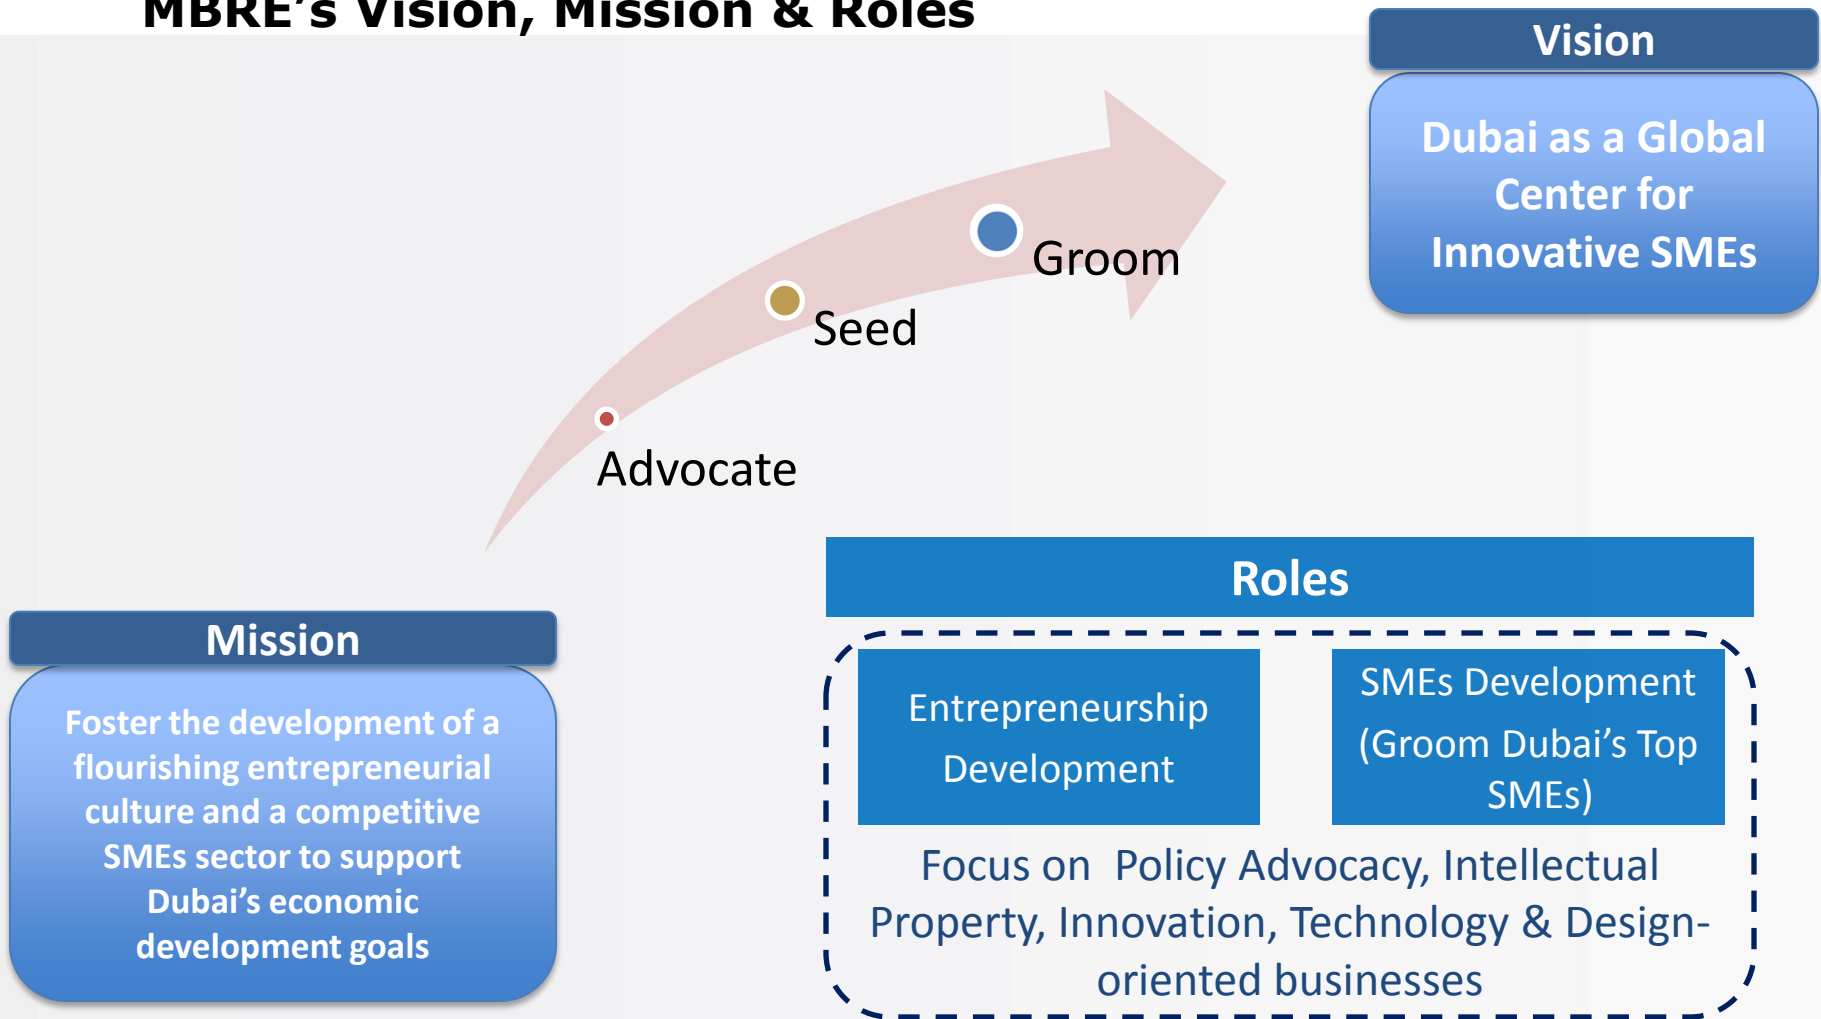 MBRE’s Vision, Mission & Roles
Vision
Dubai as a Global
Center for
Innovative SMEs
Groom
Seed
Advocate
Mission
Foster the development of a
flourishing entrepreneurial
culture and a competitive
SMEs sector to support
Dubai’s economic
development goals
Roles
Entrepreneurship
Development
SMEs Development
(Groom Dubai’s Top
SMEs)
Focus on  Policy Advocacy, Intellectual
Property, Innovation, Technology & Design-
oriented businesses